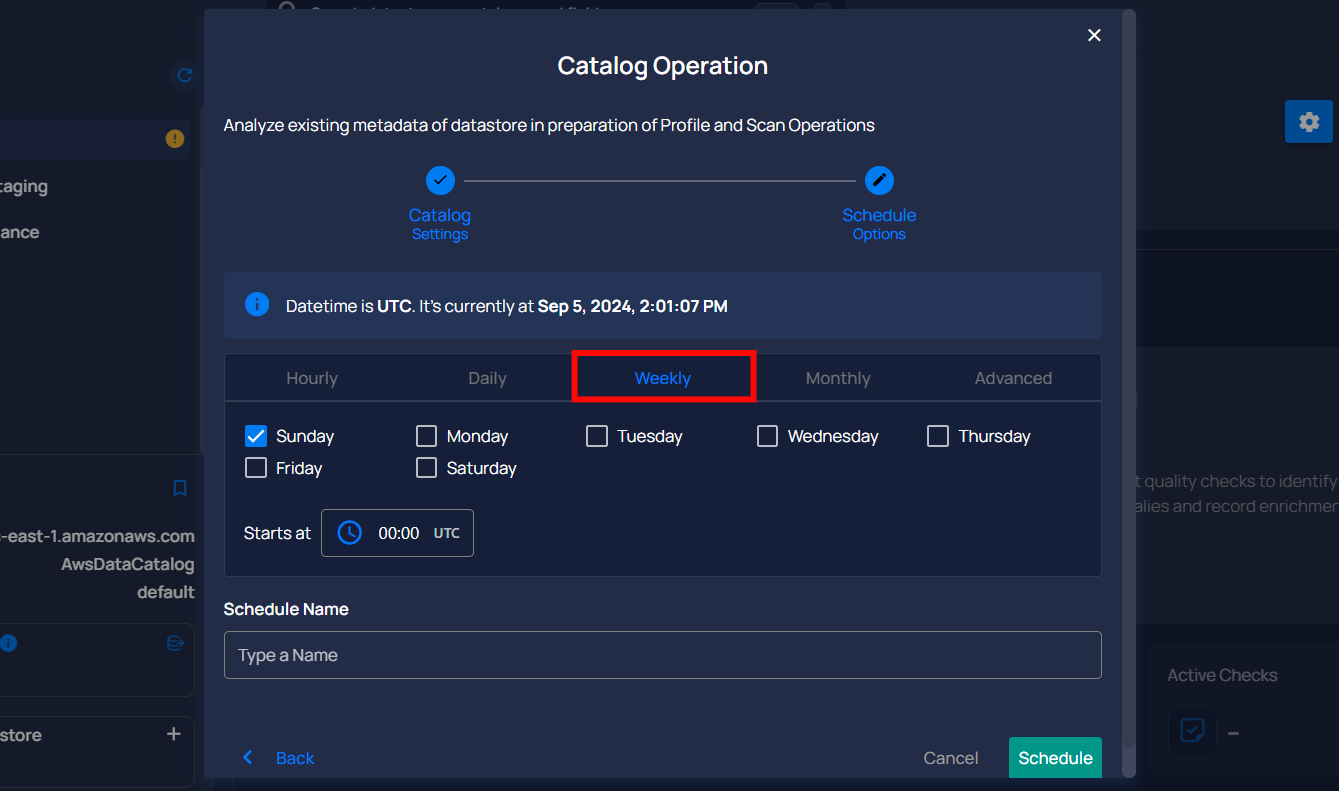 Catalog Operation
Analyze existing metadata of datastore in preparation of Profile and Scan Operations
Catalog
Settings
Schedule
Options
Datetime is UTC. It's currently at Sep 5, 2024, 2:01:07 PM
Hourly Daily Weekly Monthly Advanced
Sunday Monday Tuesday Wednesday Thursday
Friday Saturday
Starts at 00:00 UTC
Schedule Name
Type a Name
Back Cancel Schedule
taging
ance
-east-1.amazonaws.com
AwsDataCatalog
default
store
t quality checks to identify
alies and record enrichmen
Active Checks
–